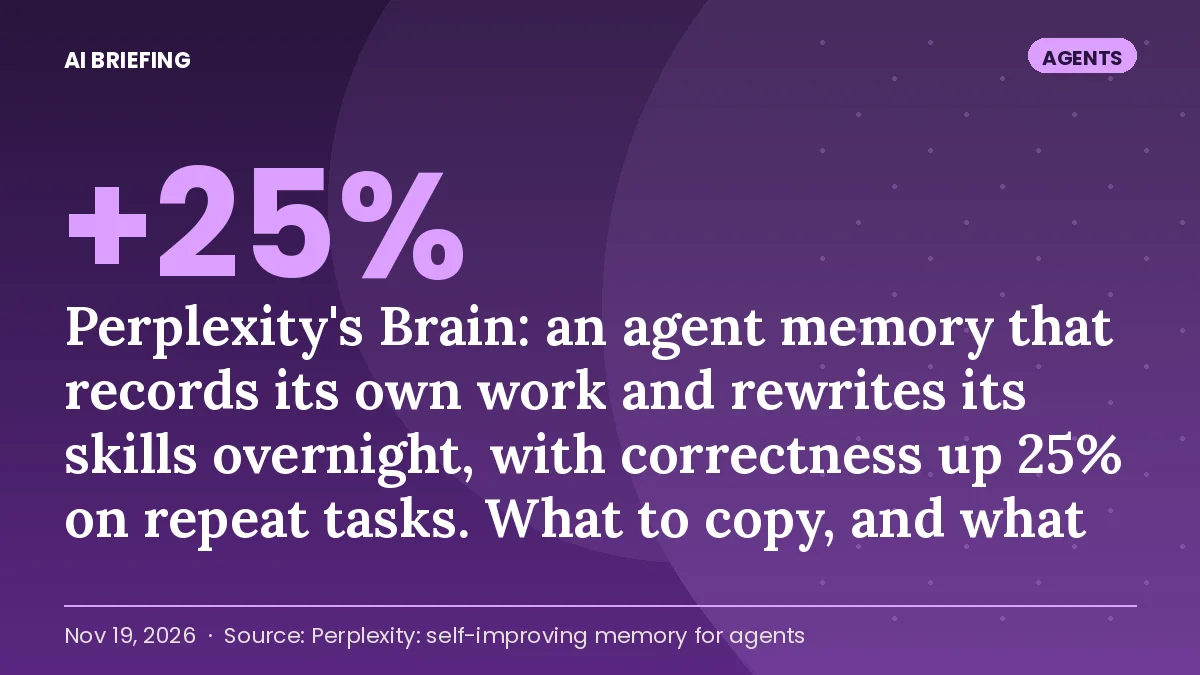 AI BRIEFING
AGENTS
+25%
Perplexity's Brain: an agent memory that
records its own work and rewrites its
skills overnight, with correctness up 25%
on repeat tasks. What to copy, and what
Nov 19, 2026 · Source: Perplexity: self-improving memory for agents